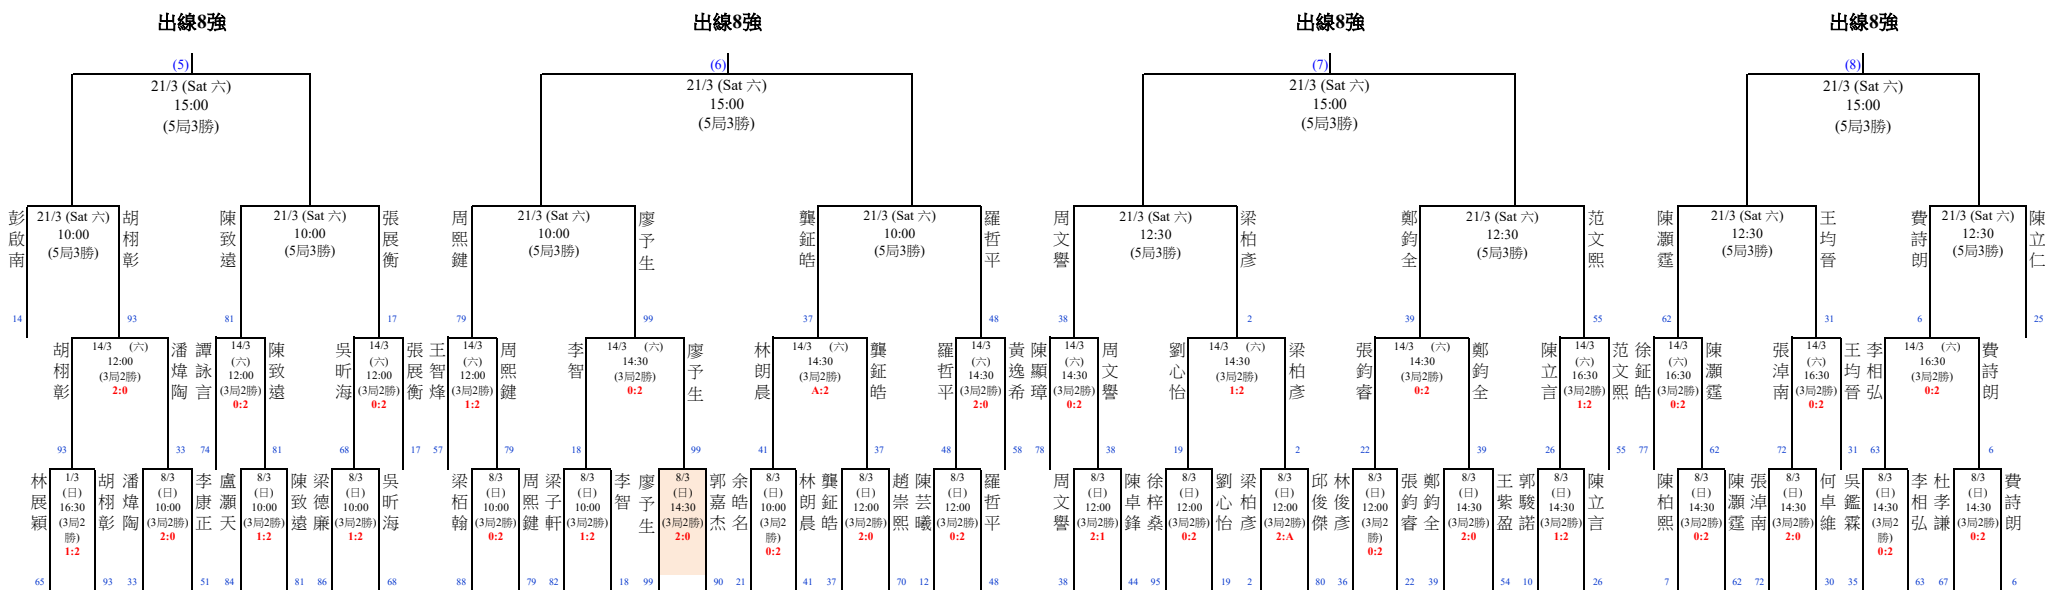 出線8強 出線8強 出線8強 出線8強
(5) (6) (7) (8)
21/3 (Sat 六) 21/3 (Sat 六) 21/3 (Sat 六) 21/3 (Sat 六)
15:00 15:00 15:00 15:00
(5局3勝) (5局3勝) (5局3勝) (5局3勝)
彭啟南
21/3 (Sat 六)
10:00
(5局3勝)
胡栩彰
陳致遠
21/3 (Sat 六)
10:00
(5局3勝)
張展衡
周熙鍵
21/3 (Sat 六)
10:00
(5局3勝)
廖予生
龔鉦皓
21/3 (Sat 六)
10:00
(5局3勝)
羅哲平
周文譽
21/3 (Sat 六)
12:30
(5局3勝)
梁柏彥
鄭鈞全
21/3 (Sat 六)
12:30
(5局3勝)
范文熙
陳灝霆
21/3 (Sat 六)
12:30
(5局3勝)
王均晉
費詩朗
21/3 (Sat 六)
12:30
(5局3勝)
陳立仁
14 93 81 17 79 99 37 48 38 2 39 55 62 31 6 25
胡栩彰
14/3 (六)
12:00
(3局2勝)
2:0
潘煒陶
譚詠言
14/3
(六)
12:00
(3局2勝)
0:2
陳致遠
吳昕海
14/3
(六)
12:00
(3局2勝)
0:2
張展衡
王智烽
14/3
(六)
12:00
(3局2勝)
1:2
周熙鍵
李智
14/3 (六)
14:30
(3局2勝)
0:2
廖予生
林朗晨
14/3 (六)
14:30
(3局2勝)
A:2
龔鉦皓
羅哲平
14/3
(六)
14:30
(3局2勝)
2:0
黃逸希
陳顯璋
14/3
(六)
14:30
(3局2勝)
0:2
周文譽
劉心怡
14/3 (六)
14:30
(3局2勝)
1:2
梁柏彥
張鈞睿
14/3 (六)
14:30
(3局2勝)
0:2
鄭鈞全
陳立言
14/3
(六)
16:30
(3局2勝)
1:2
范文熙
徐鉦皓
14/3
(六)
16:30
(3局2勝)
0:2
陳灝霆
張淖南
14/3
(六)
16:30
(3局2勝)
0:2
王均晉
李相弘
14/3 (六)
16:30
(3局2勝)
0:2
費詩朗
93 33 74 81 68 17 57 79 18 99 41 37 48 58 78 38 19 2 22 39 26 55 77 62 72 31 63 6
林展穎
1/3
(日)
16:30
(3局2
勝)
1:2
胡栩彰
潘煒陶
8/3
(日)
10:00
(3局2勝)
2:0
李康正
盧灝天
8/3
(日)
10:00
(3局2勝)
1:2
陳致遠
梁德廉
8/3
(日)
10:00
(3局2勝)
1:2
吳昕海
梁栢翰
8/3
(日)
10:00
(3局2勝)
0:2
周熙鍵
梁子軒
8/3
(日)
10:00
(3局2勝)
1:2
李智
廖予生
8/3
(日)
14:30
(3局2勝)
2:0
郭嘉杰
余皓名
8/3
(日)
10:00
(3局2
勝)
0:2
林朗晨
龔鉦皓
8/3
(日)
12:00
(3局2勝)
2:0
趙崇熙
陳芸曦
8/3
(日)
12:00
(3局2勝)
0:2
羅哲平
周文譽
8/3
(日)
12:00
(3局2勝)
2:1
陳卓鋒
徐梓燊
8/3
(日)
12:00
(3局2勝)
0:2
劉心怡
梁柏彥
8/3
(日)
12:00
(3局2勝)
2:A
邱俊傑
林俊彥
8/3
(日)
12:00
(3局2
勝)
0:2
張鈞睿
鄭鈞全
8/3
(日)
14:30
(3局2勝)
2:0
王紫盈
郭駿諾
8/3
(日)
14:30
(3局2勝)
1:2
陳立言
陳柏熙
8/3
(日)
14:30
(3局2勝)
0:2
陳灝霆
張淖南
8/3
(日)
14:30
(3局2勝)
2:0
何卓維
吳鑑霖
8/3
(日)
14:30
(3局2
勝)
0:2
李相弘
杜孝謙
8/3
(日)
14:30
(3局2勝)
0:2
費詩朗
65 93 33 51 84 81 86 68 88 79 82 18 99 90 21 41 37 70 12 48 38 44 95 19 2 80 36 22 39 54 10 26 7 62 72 30 35 63 67 6